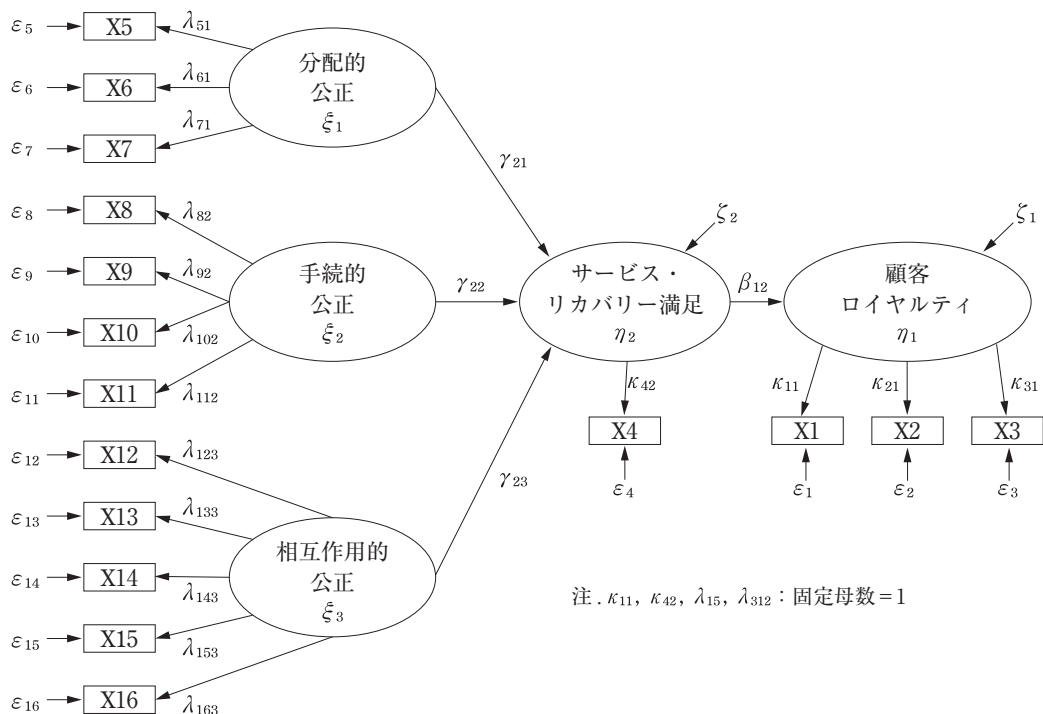 ε5 X5 λ51
ε6 X6 λ61
ε7 X7 λ71
分配的
公正
ξ1
γ21
ε8 X8 λ82
ε9 X9 λ92
ε10 X10 λ102
ε11 X11 λ112
手続的
公正
ξ2
γ22
ζ2
サービス・
リカバリー満足
η2
β12
ζ1
顧客
ロイヤルティ
η1
κ42
X4
ε4
κ11 κ21 κ31
X1 X2 X3
ε1 ε2 ε3
ε12 X12 λ123
ε13 X13 λ133
ε14 X14 λ143
ε15 X15 λ153
ε16 X16 λ163
相互作用的
公正
ξ3
γ23
注.κ11, κ42, λ15, λ312:固定母数=1